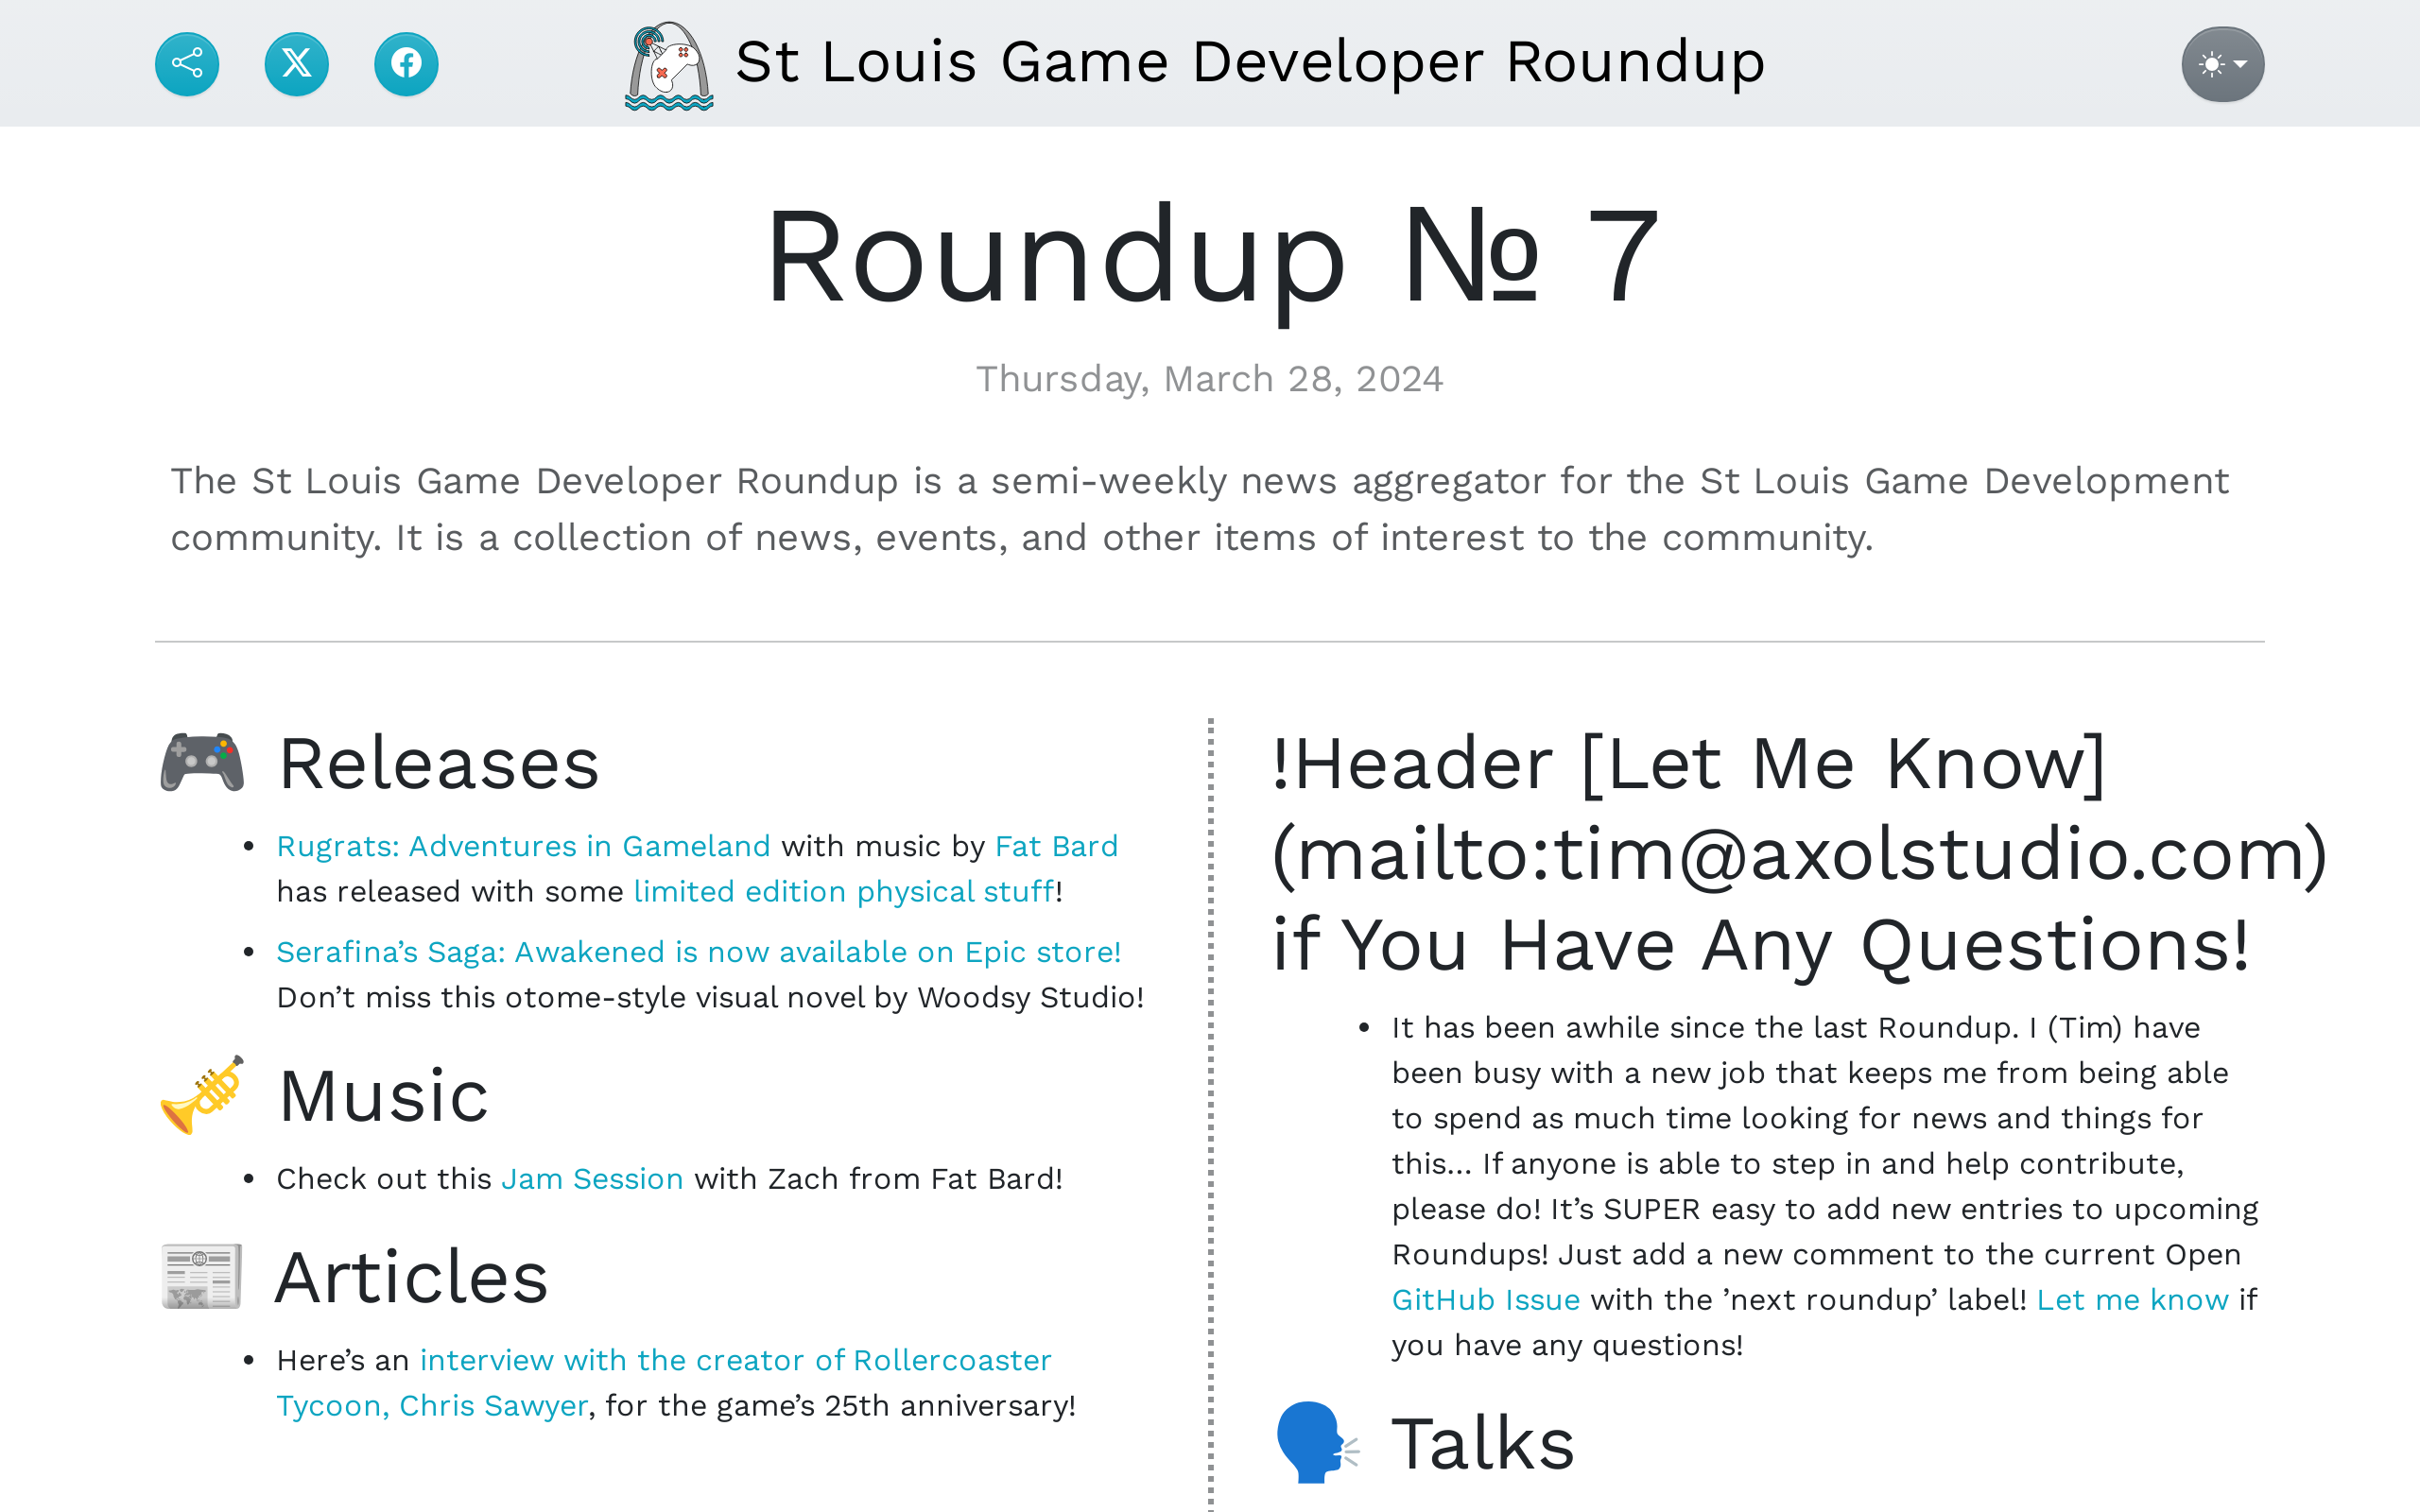 St Louis Game Developer Roundup
Roundup № 7
Thursday, March 28, 2024
The St Louis Game Developer Roundup is a semi-weekly news aggregator for the St Louis Game Development
community. It is a collection of news, events, and other items of interest to the community.
Releases
Rugrats: Adventures in Gameland with music by Fat Bard
has released with some limited edition physical stuff!
Serafina’s Saga: Awakened is now available on Epic store!
Don’t miss this otome-style visual novel by Woodsy Studio!
Music
Check out this Jam Session with Zach from Fat Bard!
Articles
Here’s an interview with the creator of Rollercoaster
Tycoon, Chris Sawyer, for the game’s 25th anniversary!
!Header [Let Me Know]
(mailto:tim@axolstudio.com)
if You Have Any Questions!
It has been awhile since the last Roundup. I (Tim) have
been busy with a new job that keeps me from being able
to spend as much time looking for news and things for
this… If anyone is able to step in and help contribute,
please do! It’s SUPER easy to add new entries to upcoming
Roundups! Just add a new comment to the current Open
GitHub Issue with the ’next roundup’ label! Let me know if
you have any questions!
Talks